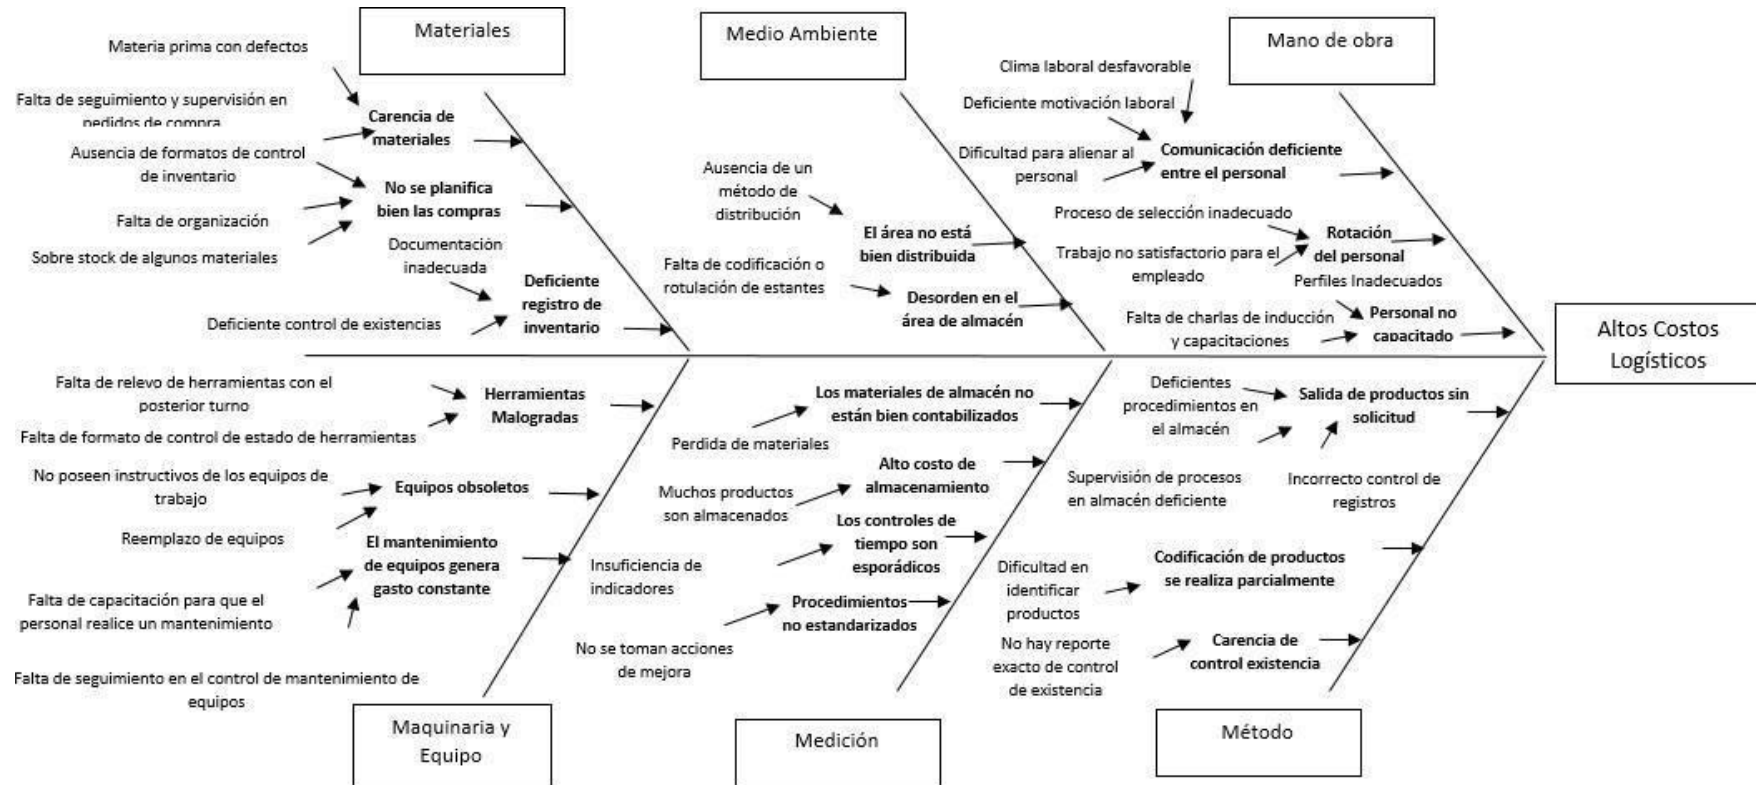 Materiales
Medio Ambiente
Mano de obra
Materia prima con defectos
Falta de seguimiento y supervisión en
pedidos de compra
Carencia de
materiales
Ausencia de formatos de control
de inventario
No se planifica
bien las compras
Falta de organización
Sobre stock de algunos materiales
Documentación
inadecuada
Deficiente
registro de
inventario
Deficiente control de existencias
Ausencia de un
método de
distribución
El área no está
bien distribuida
Falta de codificación o
rotulación de estantes
Desorden en el
área de almacén
Clima laboral desfavorable
Deficiente motivación laboral
Dificultad para alienar al
personal
Comunicación deficiente
entre el personal
Proceso de selección inadecuado
Rotación
del personal
Trabajo no satisfactorio para el
empleado
Perfiles Inadecuados
Falta de charlas de inducción
y capacitaciones
Personal no
capacitado
Altos Costos
Logísticos
Falta de relevo de herramientas con el
posterior turno
Herramientas
Malogradas
Falta de formato de control de estado de herramientas
No poseen instructivos de los equipos de
trabajo
Equipos obsoletos
Reemplazo de equipos
El mantenimiento
de equipos genera
gasto constante
Falta de capacitación para que el
personal realice un mantenimiento
Falta de seguimiento en el control de mantenimiento de
equipos
Los materiales de almacén no
están bien contabilizados
Perdida de materiales
Alto costo de
almacenamiento
Muchos productos
son almacenados
Los controles de
tiempo son
esporádicos
Insuficiencia de
indicadores
Procedimientos
no estandarizados
No se toman acciones
de mejora
Deficientes
procedimientos en
el almacén
Salida de productos sin
solicitud
Supervisión de procesos
en almacén deficiente
Incorrecto control de
registros
Codificación de productos
se realiza parcialmente
Dificultad en
identificar
productos
Carencia de
control existencia
No hay reporte
exacto de control
de existencia
Maquinaria y
Equipo
Medición
Método